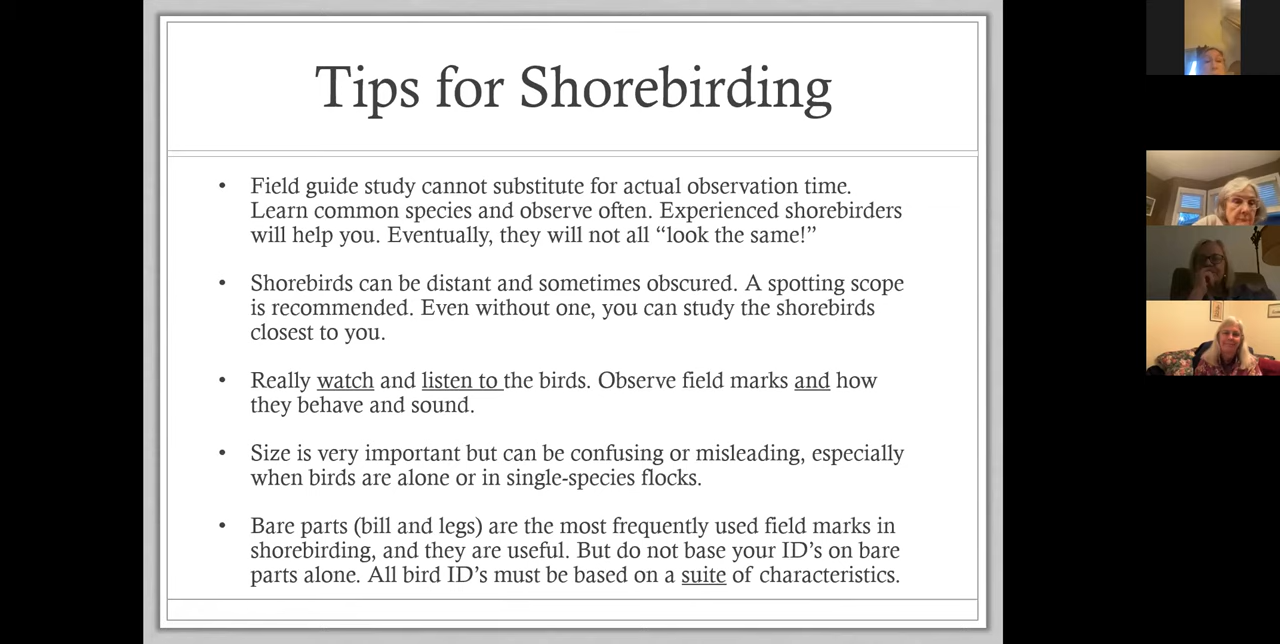 Tips for Shorebirding
• Field guide study cannot substitute for actual observation time.
Learn common species and observe often. Experienced shorebirders
will help you. Eventually, they will not all “look the same!”
• Shorebirds can be distant and sometimes obscured. A spotting scope
is recommended. Even without one, you can study the shorebirds
closest to you.
• Really watch and listen to the birds. Observe field marks and how
they behave and sound.
• Size is very important but can be confusing or misleading, especially
when birds are alone or in single-species flocks.
• Bare parts (bill and legs) are the most frequently used field marks in
shorebirding, and they are useful. But do not base your ID’s on bare
parts alone. All bird ID’s must be based on a suite of characteristics.